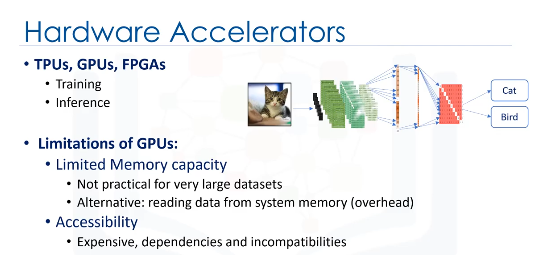 Hardware Accelerators
• TPUs, GPUs, FPGAs
• Training
• Inference
Cat
Bird
• Limitations of GPUs:
• Limited Memory capacity
• Not practical for very large datasets
• Alternative: reading data from system memory (overhead)
• Accessibility
• Expensive, dependencies and incompatibilities